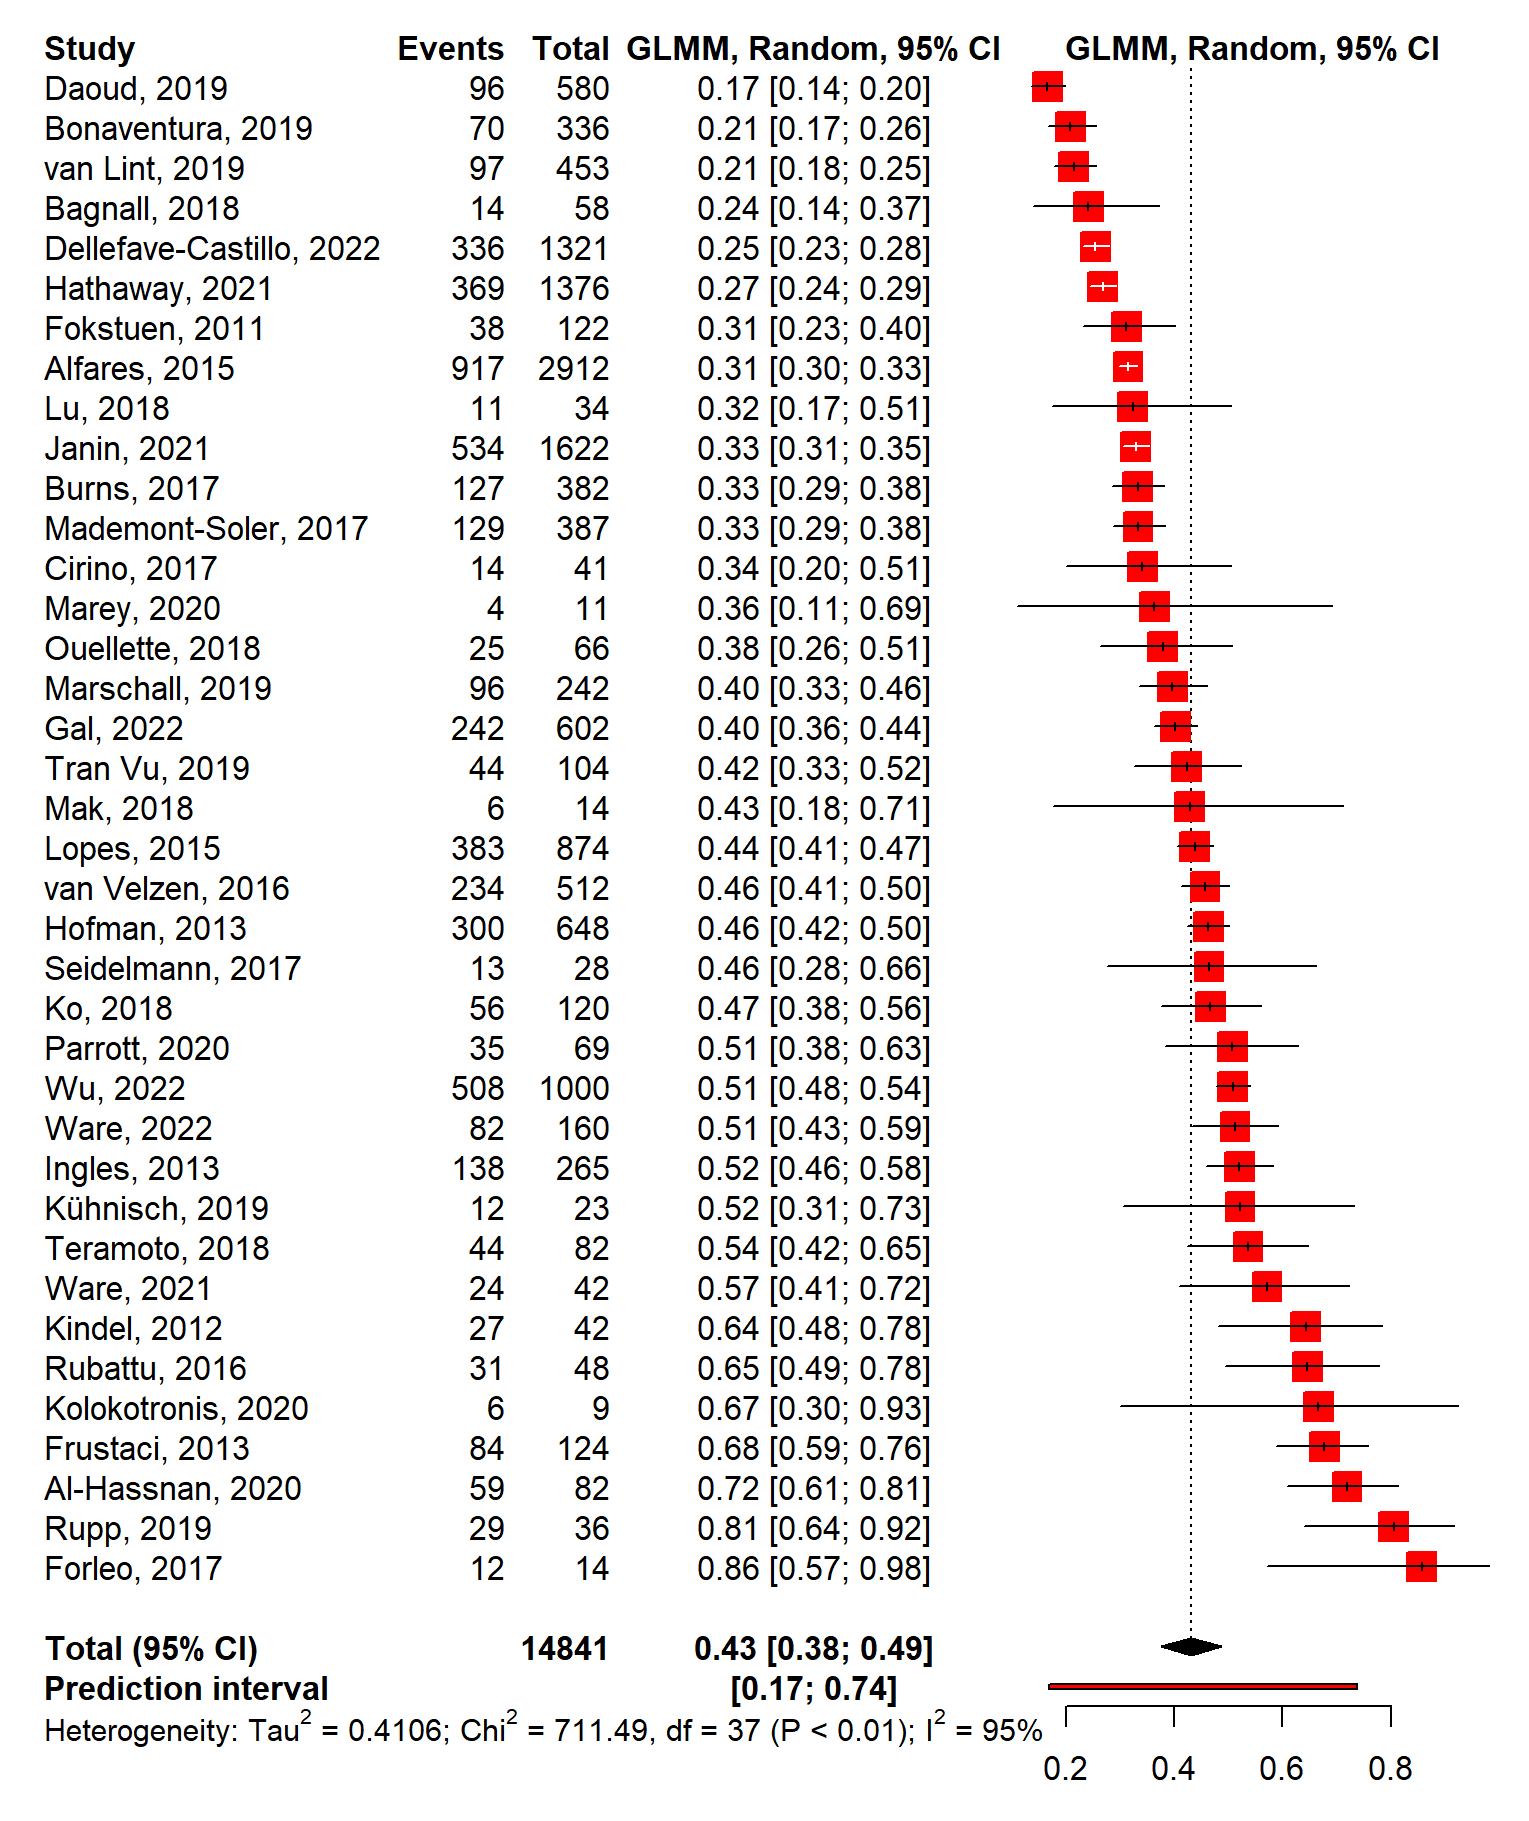 Study Events Total GLMM, Random, 95% CI GLMM, Random, 95% CI
Daoud, 2019 96 580 0.17 [0.14; 0.20]
Bonaventura, 2019 70 336 0.21 [0.17; 0.26]
van Lint, 2019 97 453 0.21 [0.18; 0.25]
Bagnall, 2018 14 58 0.24 [0.14; 0.37]
Dellefave-Castillo, 2022 336 1321 0.25 [0.23; 0.28]
Hathaway, 2021 369 1376 0.27 [0.24; 0.29]
Fokstuen, 2011 38 122 0.31 [0.23; 0.40]
Alfares, 2015 917 2912 0.31 [0.30; 0.33]
Lu, 2018 11 34 0.32 [0.17; 0.51]
Janin, 2021 534 1622 0.33 [0.31; 0.35]
Burns, 2017 127 382 0.33 [0.29; 0.38]
Mademont-Soler, 2017 129 387 0.33 [0.29; 0.38]
Cirino, 2017 14 41 0.34 [0.20; 0.51]
Marey, 2020 4 11 0.36 [0.11; 0.69]
Ouellette, 2018 25 66 0.38 [0.26; 0.51]
Marschall, 2019 96 242 0.40 [0.33; 0.46]
Gal, 2022 242 602 0.40 [0.36; 0.44]
Tran Vu, 2019 44 104 0.42 [0.33; 0.52]
Mak, 2018 6 14 0.43 [0.18; 0.71]
Lopes, 2015 383 874 0.44 [0.41; 0.47]
van Velzen, 2016 234 512 0.46 [0.41; 0.50]
Hofman, 2013 300 648 0.46 [0.42; 0.50]
Seidelmann, 2017 13 28 0.46 [0.28; 0.66]
Ko, 2018 56 120 0.47 [0.38; 0.56]
Parrott, 2020 35 69 0.51 [0.38; 0.63]
Wu, 2022 508 1000 0.51 [0.48; 0.54]
Ware, 2022 82 160 0.51 [0.43; 0.59]
Ingles, 2013 138 265 0.52 [0.46; 0.58]
Kühnisch, 2019 12 23 0.52 [0.31; 0.73]
Teramoto, 2018 44 82 0.54 [0.42; 0.65]
Ware, 2021 24 42 0.57 [0.41; 0.72]
Kindel, 2012 27 42 0.64 [0.48; 0.78]
Rubattu, 2016 31 48 0.65 [0.49; 0.78]
Kolokotronis, 2020 6 9 0.67 [0.30; 0.93]
Frustaci, 2013 84 124 0.68 [0.59; 0.76]
Al-Hassnan, 2020 59 82 0.72 [0.61; 0.81]
Rupp, 2019 29 36 0.81 [0.64; 0.92]
Forleo, 2017 12 14 0.86 [0.57; 0.98]
Total (95% CI) 14841 0.43 [0.38; 0.49]
Prediction interval [0.17; 0.74]
Heterogeneity: Tau² = 0.4106; Chi² = 711.49, df = 37 (P < 0.01); I² = 95%
0.2 0.4 0.6 0.8